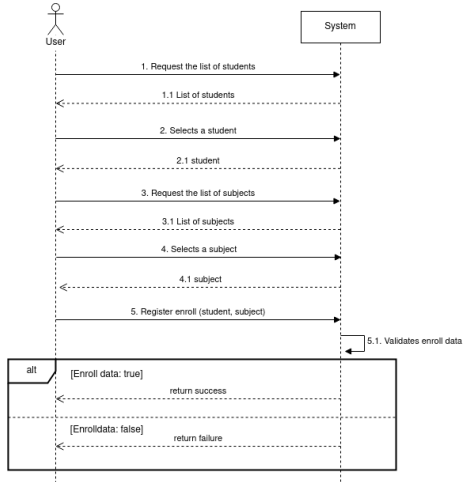 User
System
1. Request the list of students
1.1 List of students
2. Selects a student
2.1 student
3. Request the list of subjects
3.1 List of subjects
4. Selects a subject
4.1 subject
5. Register enroll (student, subject)
5.1. Validates enroll data
alt
[Enroll data: true]
return success
[Enrolldata: false]
return failure